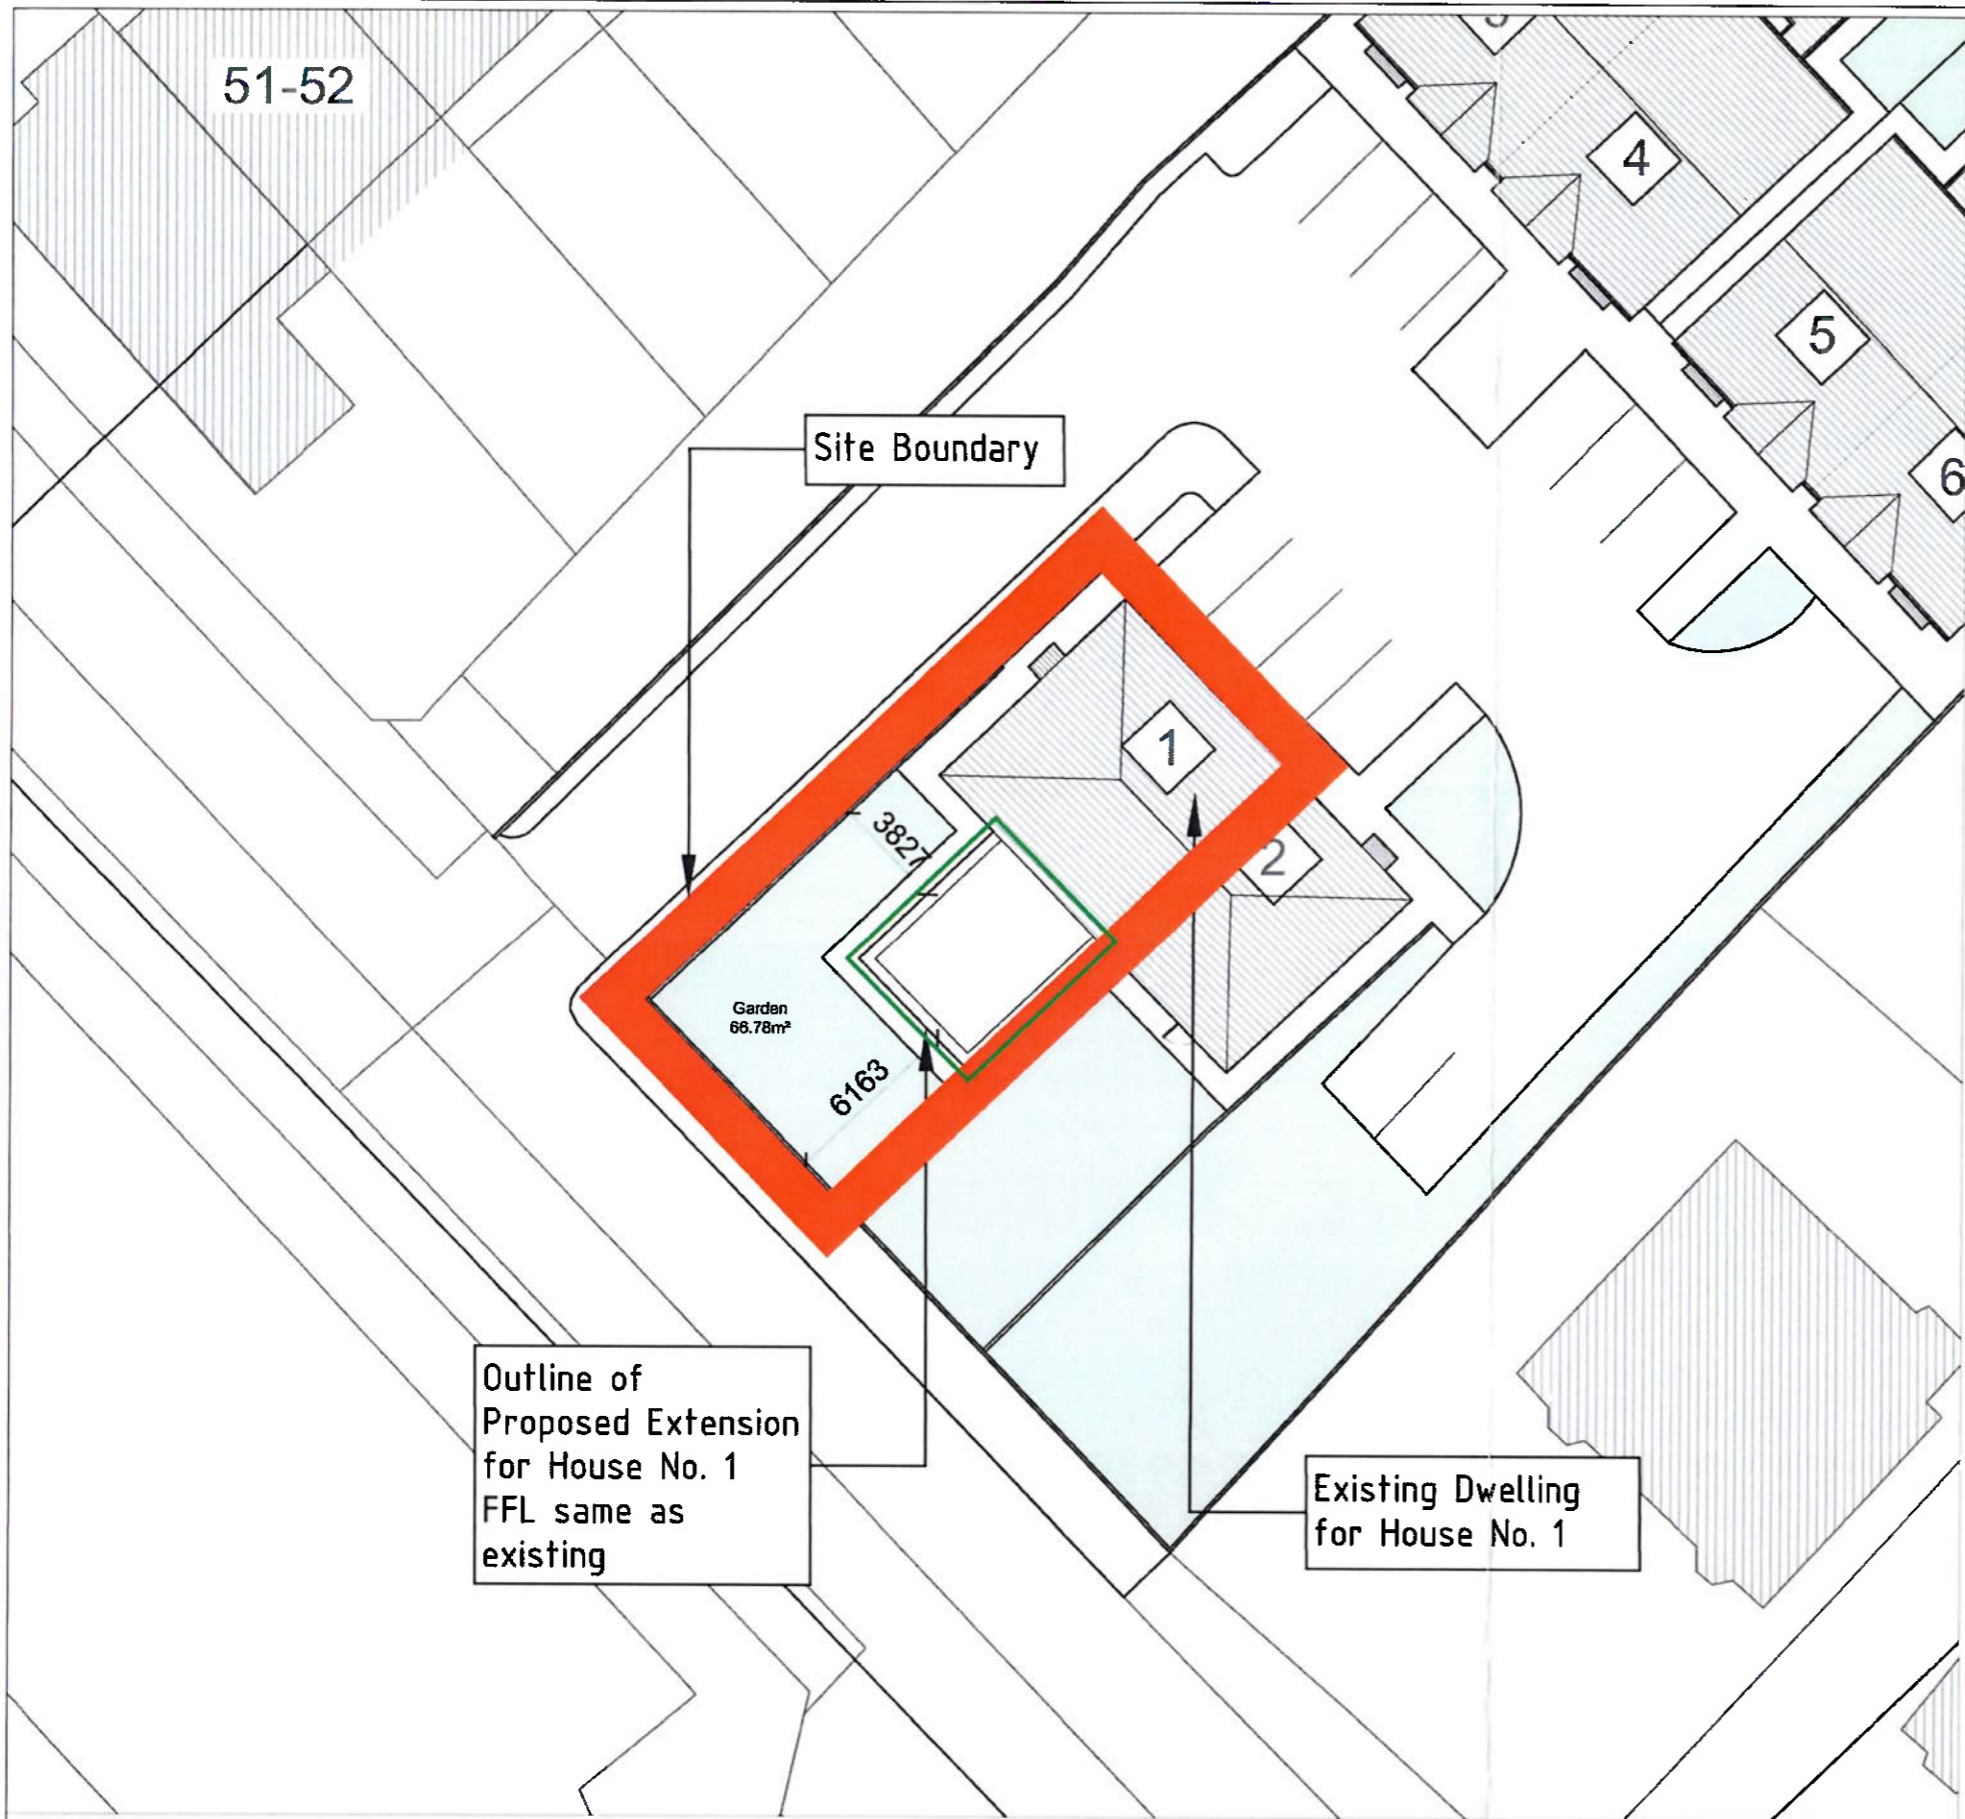 51-52
4
5
6
Site Boundary
1
2
3827
Garden
66.78m²
6163
Outline of
Proposed Extension
for House No. 1
FFL same as
existing
Existing Dwelling
for House No. 1